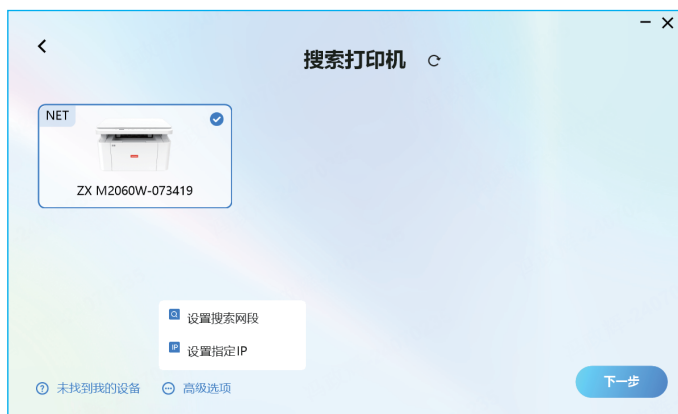 搜索打印机
NET
ZX M2060W-073419
设置搜索网段
IP 设置指定IP
未找到我的设备 高级选项
下一步